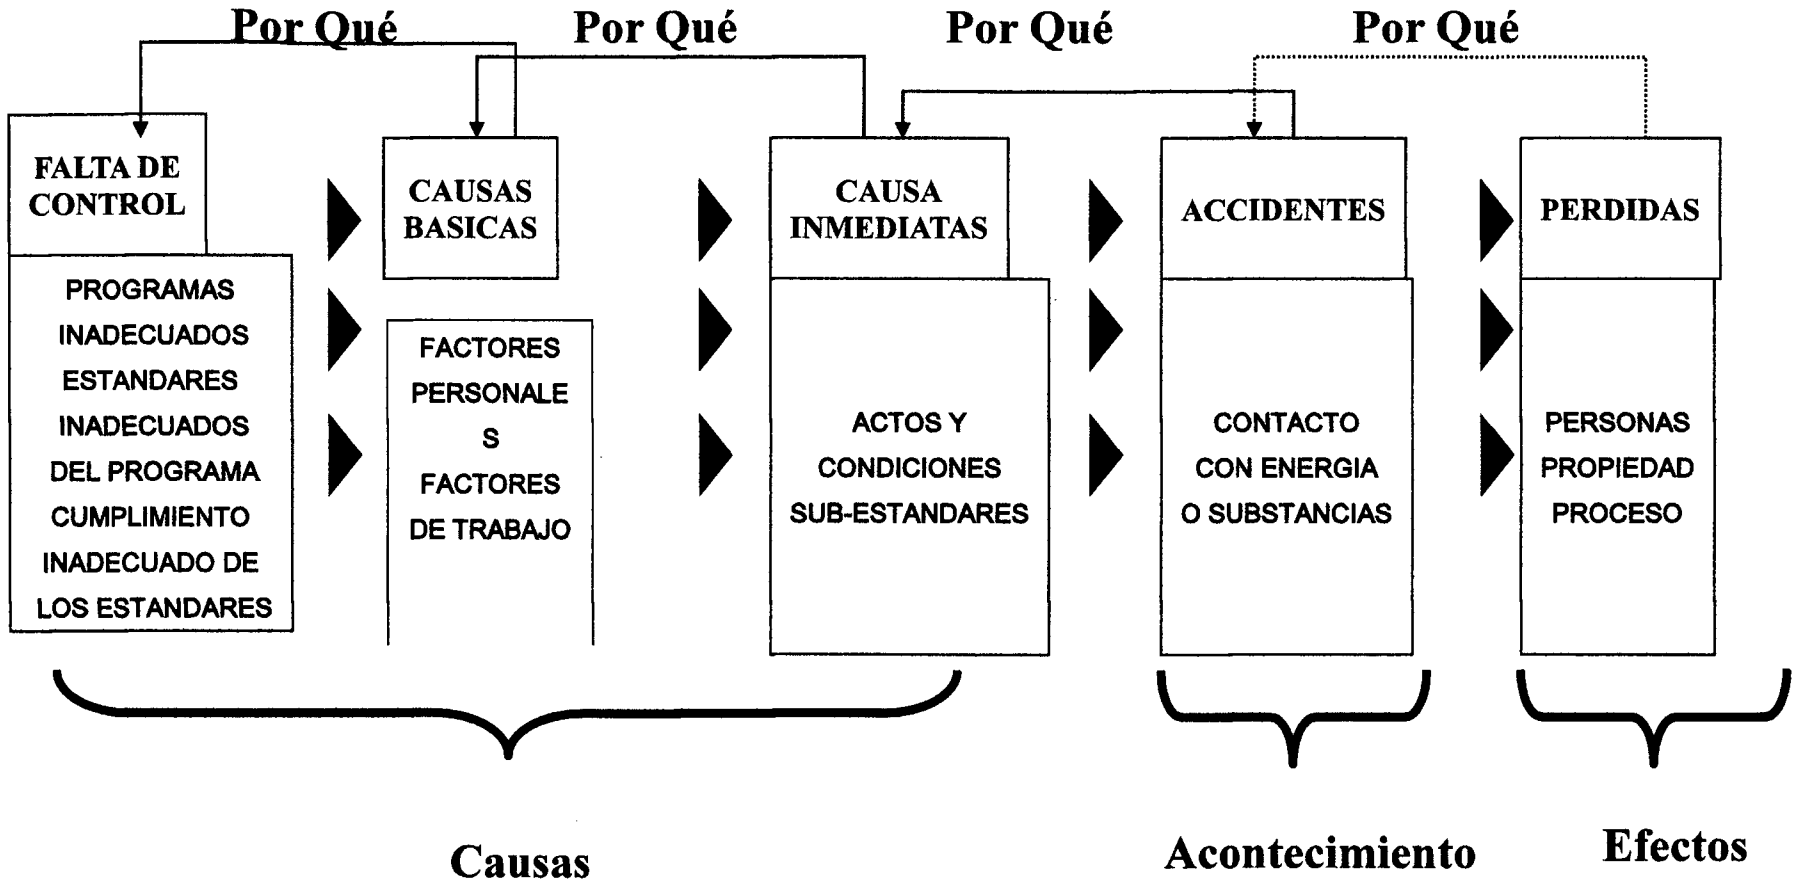 Por Qué
Por Qué
Por Qué
Por Qué
FALTA DE
CONTROL
PROGRAMAS
INADECUADOS
ESTANDARES
INADECUADOS
DEL PROGRAMA
CUMPLIMIENTO
INADECUADO DE
LOS ESTANDARES
CAUSAS
BASICAS
FACTORES
PERSONALE
S
FACTORES
DE TRABAJO
CAUSA
INMEDIATAS
ACTOS Y
CONDICIONES
SUB-ESTANDARES
ACCIDENTES
CONTACTO
CON ENERGIA
O SUBSTANCIAS
PERDIDAS
PERSONAS
PROPIEDAD
PROCESO
Causas
Acontecimiento
Efectos